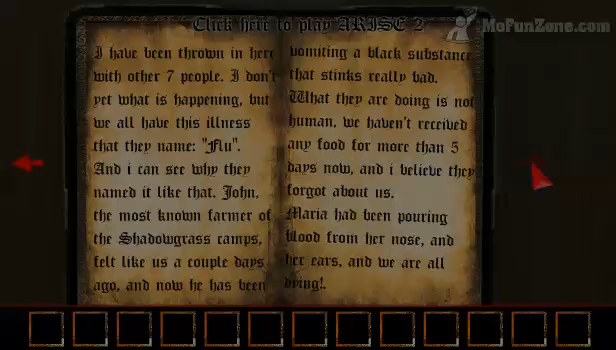 Click here to play ARISE 2
MoFunZone.com
I have been thrown in here
with other 7 people. I don't
yet what is happening, but
we all have this illness
that they name: "Flu".
And i can see why they
named it like that. John,
the most known farmer of
the Shadowgrass camps,
felt like us a couple days
ago, and now he has been
vomiting a black substance
that stinks really bad.
What they are doing is not
human, we haven't received
any food for more than 5
days now, and i believe they
forgot about us.
Maria had been pouring
blood from her nose, and
her ears, and we are all
dying!.